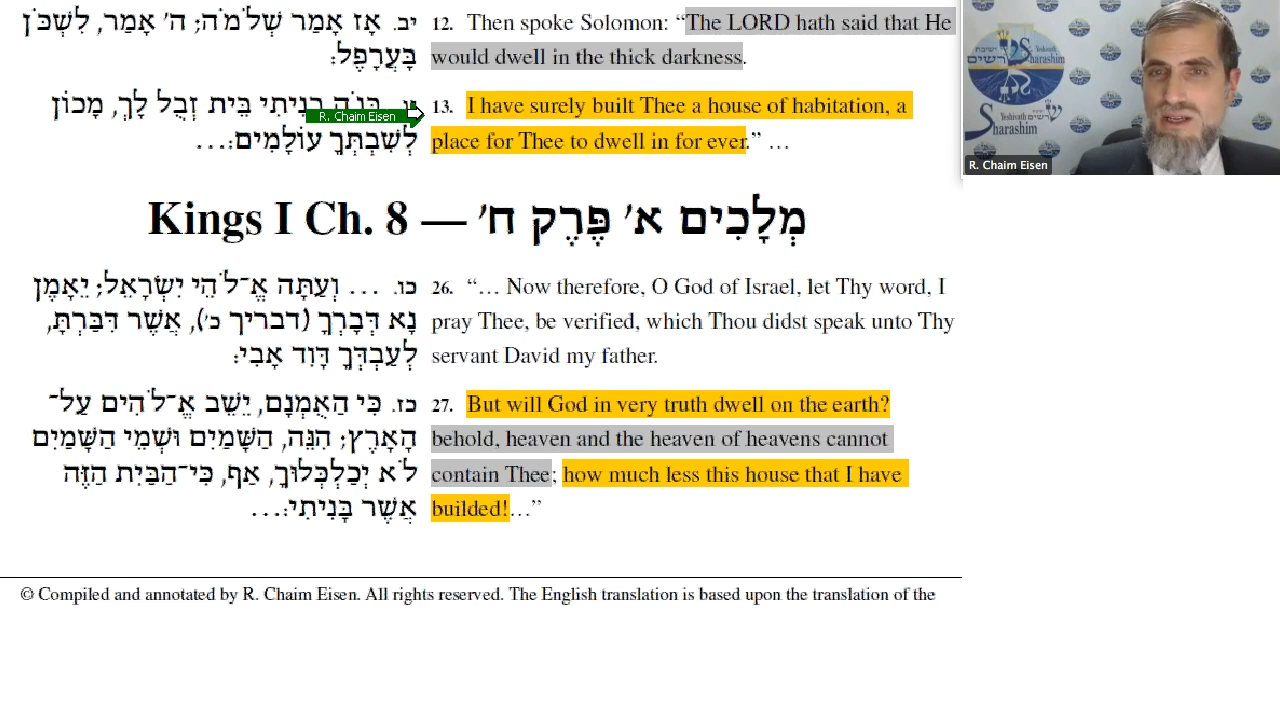 יב. אָז אָמַר שְׁלֹמֹה; ה' אָמַר, לִשְׁכֹּן
בָּעֲרָפֶל:
12. Then spoke Solomon: “The LORD hath said that He
would dwell in the thick darkness.
בָנִיתִי בֵּית זְבֻל לָךְ, מָכוֹן
לְשִׁבְתְּךָ עוֹלָמִים:…
R. Chaim Eisen
13. I have surely built Thee a house of habitation, a
place for Thee to dwell in for ever.” …
Kings I Ch. 8 — מְלָכִים א' פֶּרֶק ח'
כו. … וְעַתָּה אֱ־לֹהֵי יִשְׂרָאֵל; יֵאָמֶן
נָא דְּבָרְךָ (דבריך כ'), אֲשֶׁר דִּבַּרְתָּ,
לְעַבְדְּךָ דָּוִד אָבִי:
26. “… Now therefore, O God of Israel, let Thy word, I
pray Thee, be verified, which Thou didst speak unto Thy
servant David my father.
כז. כִּי הַאֻמְנָם, יֵשֵׁב אֱ־לֹהִים עַל־
הָאָרֶץ; הִנֵּה, הַשָּׁמַיִם וּשְׁמֵי הַשָּׁמַיִם
לֹא יְכַלְכְּלוּךָ, אַף, כִּי־הַבַּיִת הַזֶּה
אֲשֶׁר בָּנִיתִי:…
27. But will God in very truth dwell on the earth?
behold, heaven and the heaven of heavens cannot
contain Thee; how much less this house that I have
builded!…”
© Compiled and annotated by R. Chaim Eisen. All rights reserved. The English translation is based upon the translation of the
ישיבת שרשים
Yeshivath Sharashim
R. Chaim Eisen